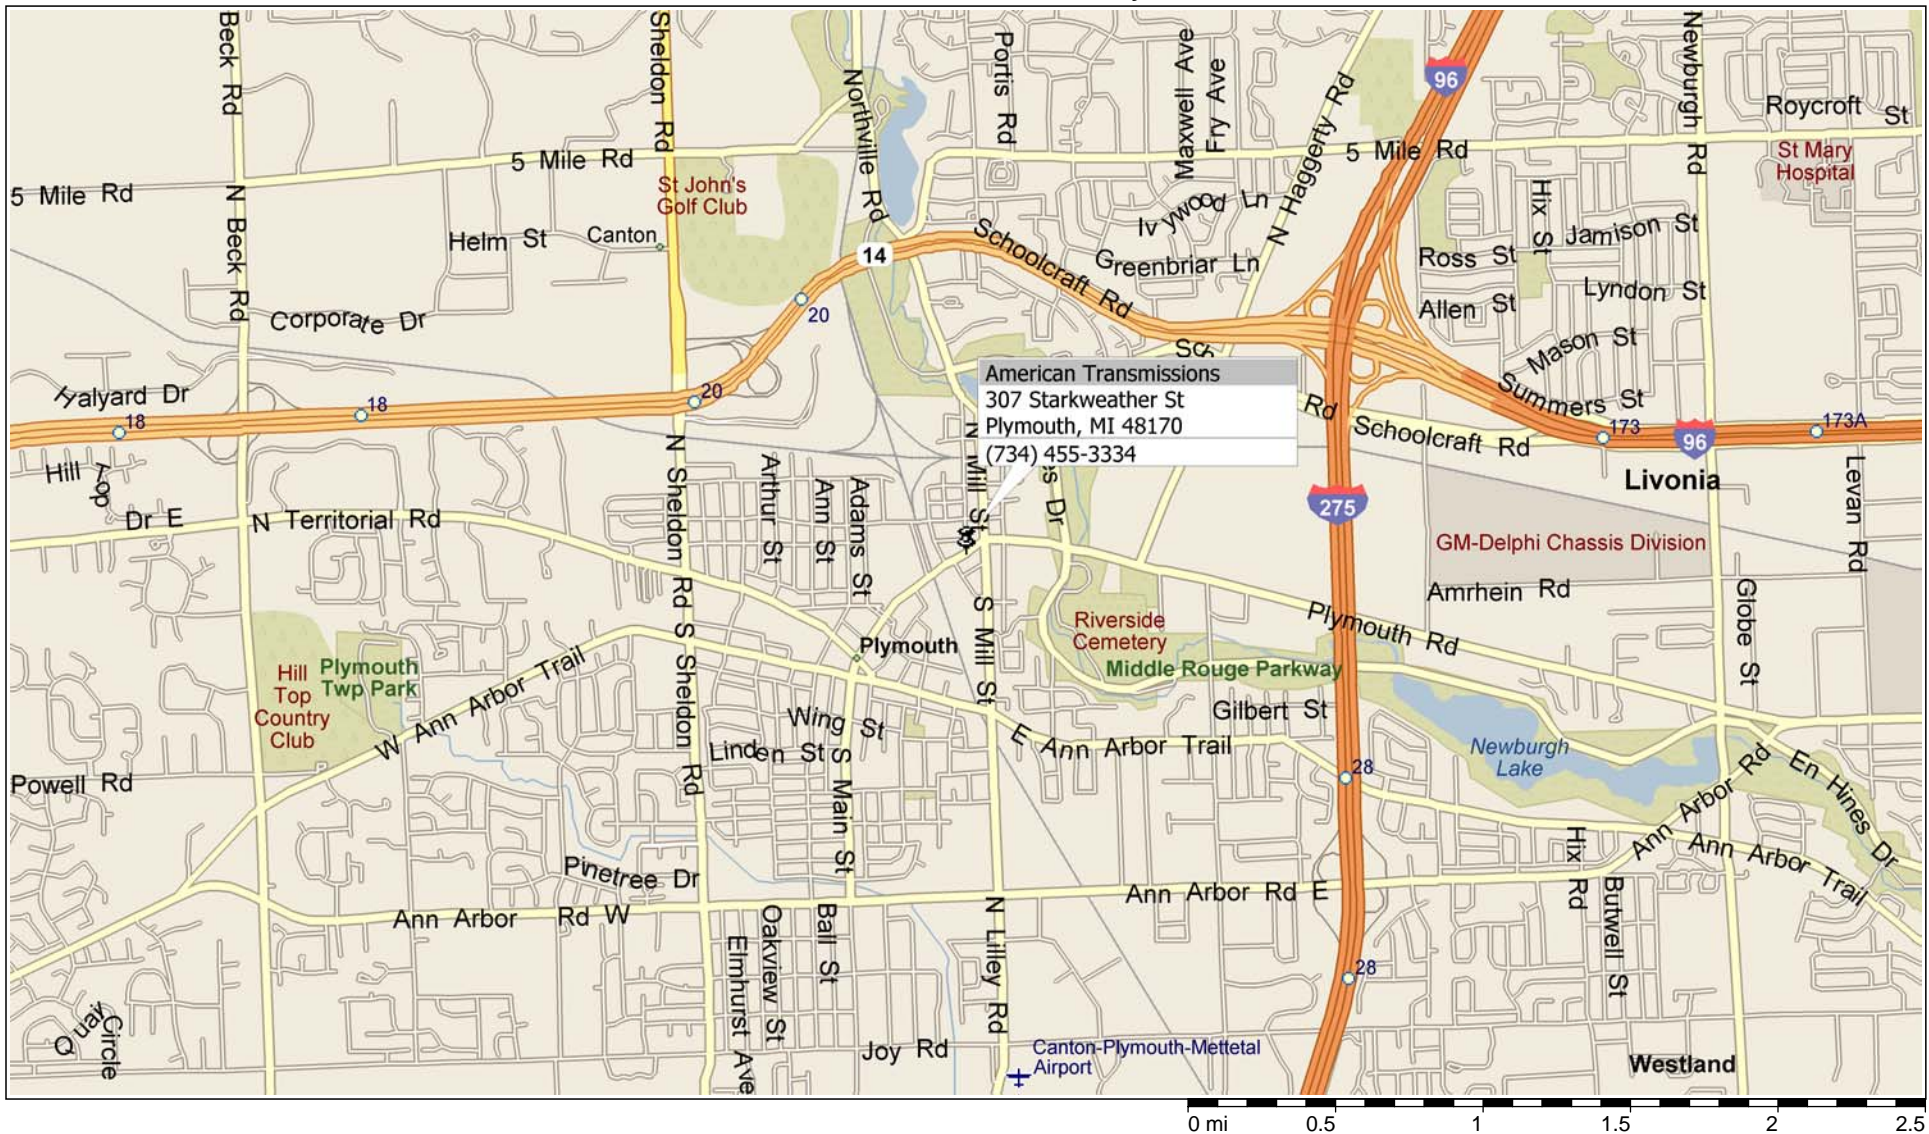 Beck Rd
Sheldon Rd
Northville Rd
Portis Rd
Maxwell Ave
Fry Ave
N Haggerty Rd
96
Newburgh Rd
Roycroft St
5 Mile Rd
5 Mile Rd
5 Mile Rd
St Mary
Hospital
St John's
Golf Club
N Beck Rd
Helm St
Canton
Ivywood Ln
Greenbriar Ln
Hix St
Jamison St
Ross St
14
Schoolcraft Rd
Lyndon St
Allen St
Corporate Dr
20
Mason St
Sch
American Transmissions
307 Starkweather St
Plymouth, MI 48170
(734) 455-3334
Halyard Dr
18
18
20
Summers St
Rd
Schoolcraft Rd
173
96
173A
Livonia
Hill Top
Dr E
N Territorial Rd
N Sheldon Rd
Arthur St
Ann St
Adams St
N Mill St
es Dr
275
Levan Rd
GM-Delphi Chassis Division
Amrhein Rd
Globe St
Plymouth Rd
Riverside
Cemetery
Middle Rouge Parkway
Plymouth
S Mill St
S Sheldon Rd
Hill
Top
Country
Club
Plymouth
Twp Park
W Ann Arbor Trail
Wing St
Linden St
S Main St
E Ann Arbor Trail
Gilbert St
Newburgh
Lake
28
Ann Arbor Rd
En Hines Dr
Powell Rd
Pinetree Dr
Ann Arbor Trail
Hix Rd
Butwell St
Ann Arbor Rd W
Ann Arbor Rd E
Elmhurst Ave
Oakview St
Ball St
N Lilley Rd
28
Quail Circle
Joy Rd
Canton-Plymouth-Mettetal
Airport
Westland
0 mi 0.5 1 1.5 2 2.5